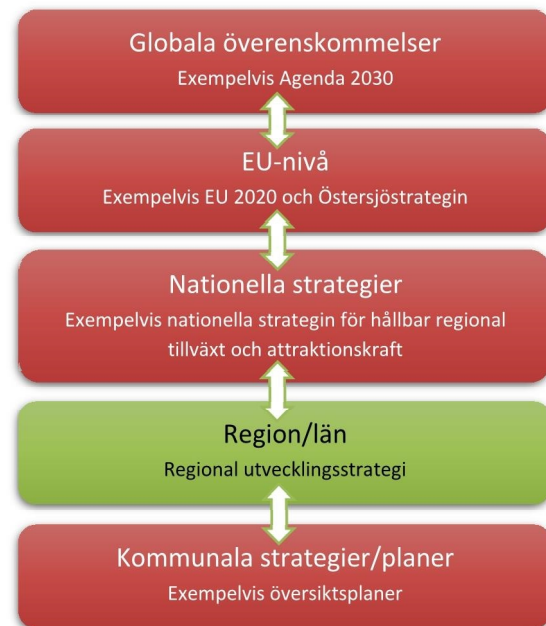 Globala överenskommelser
Exempelvis Agenda 2030
EU-nivå
Exempelvis EU 2020 och Östersjöstrategin
Nationella strategier
Exempelvis nationella strategin för hållbar regional
tillväxt och attraktionskraft
Region/län
Regional utvecklingsstrategi
Kommunala strategier/planer
Exempelvis översiktsplaner